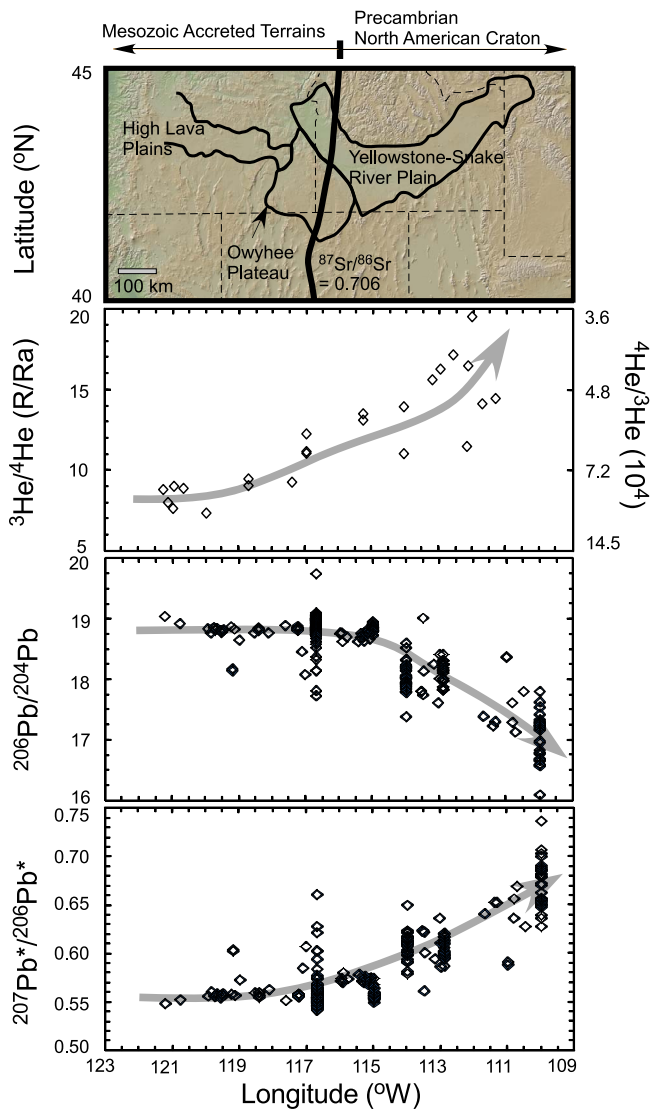 Mesozoic Accreted Terrains
Precambrian
North American Craton
45
40
Latitude (ºN)
High Lava
Plains
Yellowstone-Snake
River Plain
Owyhee
Plateau
⁸⁷Sr/⁸⁶Sr
= 0.706
100 km
20
15
10
5
³He/⁴He (R/Ra)
3.6
4.8
7.2
14.5
⁴He/³He (10⁴)
20
19
18
17
16
²⁰⁶Pb/²⁰⁴Pb
0.75
0.70
0.65
0.60
0.55
0.50
²⁰⁷Pb*/²⁰⁶Pb*
123 121 119 117 115 113 111 109
Longitude (ºW)